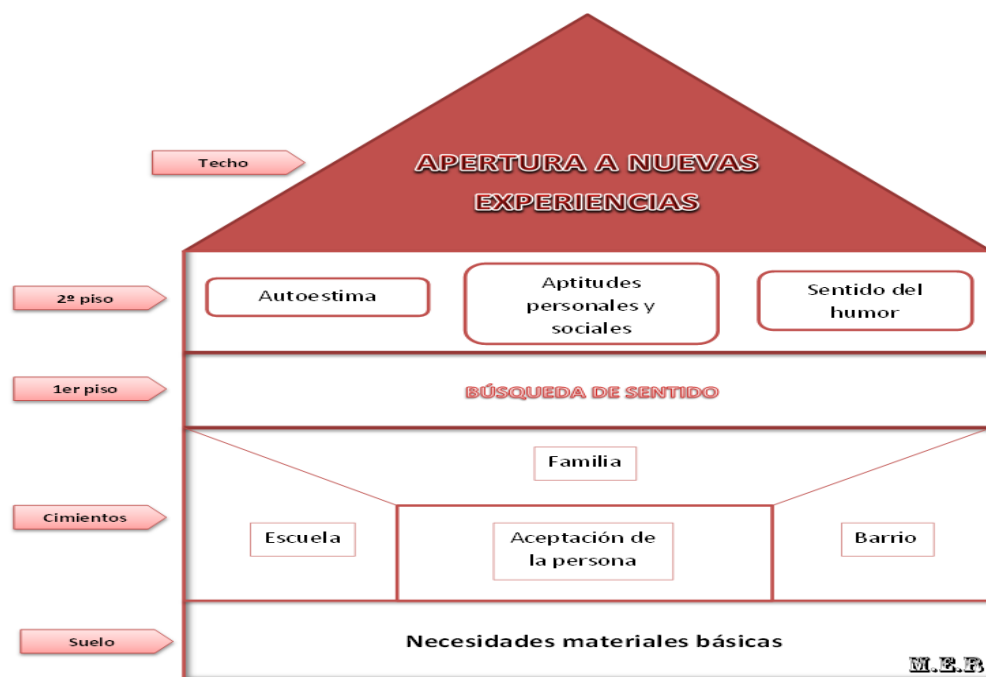 Techo
APERTURA A NUEVAS
EXPERIENCIAS
2º piso
Autoestima
Aptitudes
personales y
sociales
Sentido del
humor
1er piso
BÚSQUEDA DE SENTIDO
Familia
Cimientos
Escuela
Aceptación de
la persona
Barrio
Suelo
Necesidades materiales básicas
M.E.R